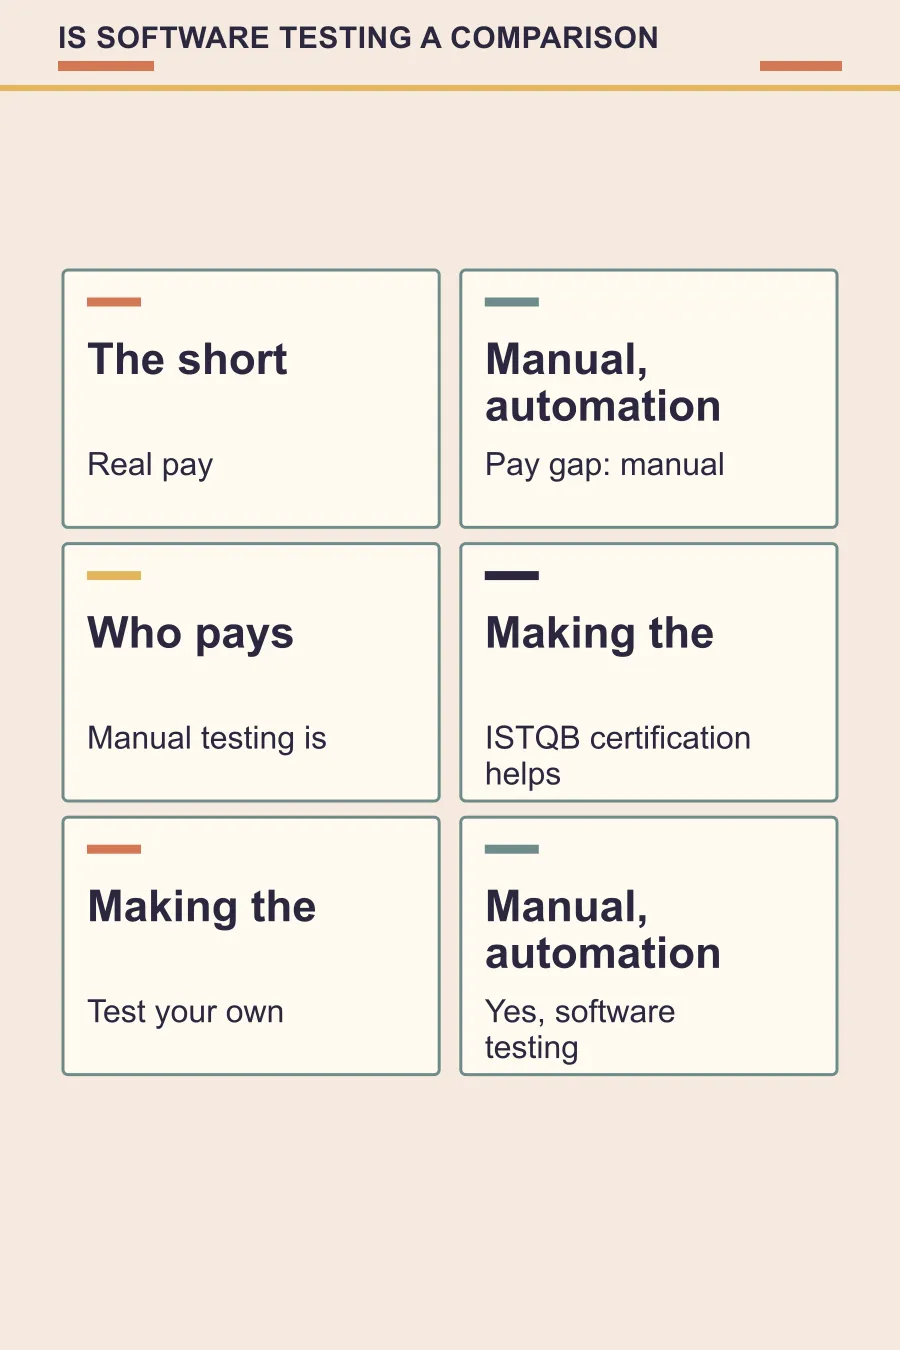 IS SOFTWARE TESTING A COMPARISON
The short
Real pay
Manual,
automation
Pay gap: manual
Who pays
Manual testing is
Making the
ISTQB certification
helps
Making the
Test your own
Manual,
automation
Yes, software
testing